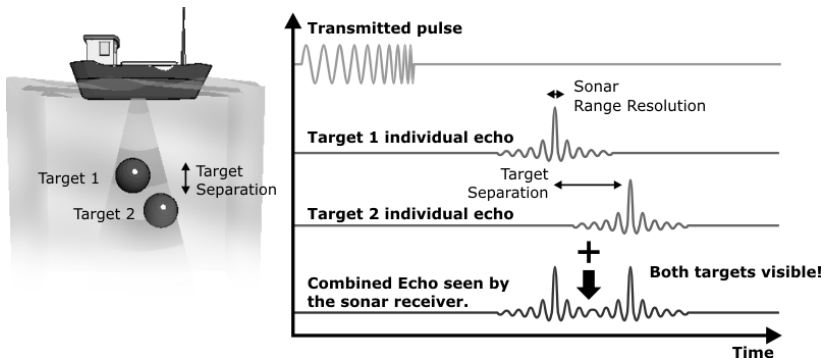 Target 1
Target
Separation
Target 2
Transmitted pulse
Sonar
Range Resolution
Target 1 individual echo
Target
Separation
Target 2 individual echo
+
Combined Echo seen by
the sonar receiver.
Both targets visible!
Time